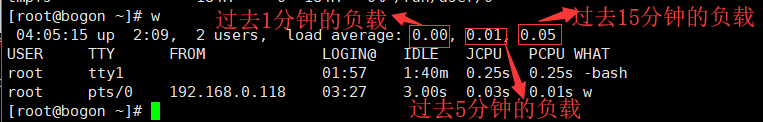 [root@bogon ~]# w
过去1分钟的负载
过去15分钟的负载
04:05:15 up  2:09,  2 users,  load average: 0.00, 0.01, 0.05
USER     TTY      FROM             LOGIN@   IDLE   JCPU   PCPU WHAT
root     tty1                      01:57    1:40m  0.25s  0.25s -bash
root     pts/0    192.168.0.118    03:27    3.00s  0.03s  0.01s w
[root@bogon ~]#
过去5分钟的负载